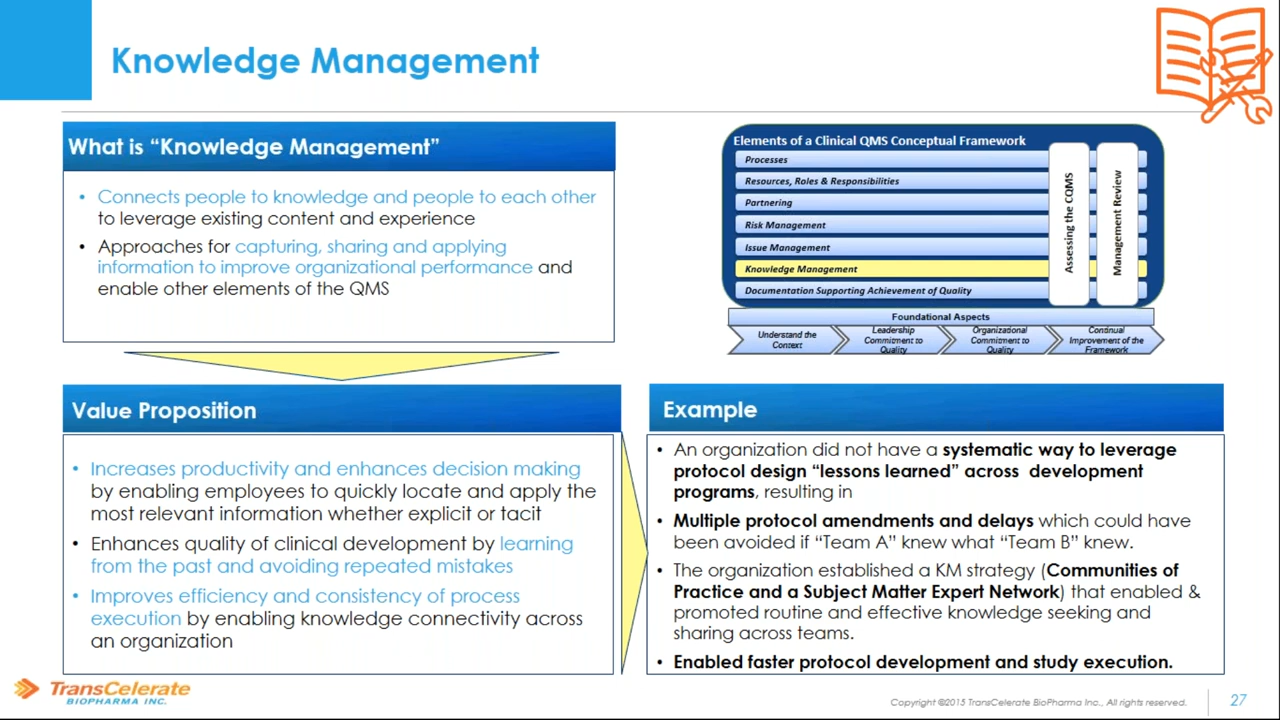 Knowledge Management
What is “Knowledge Management”
• Connects people to knowledge and people to each other
to leverage existing content and experience
• Approaches for capturing, sharing and applying
information to improve organizational performance and
enable other elements of the QMS
Elements of a Clinical QMS Conceptual Framework
Processes
Resources, Roles & Responsibilities
Partnering
Risk Management
Issue Management
Knowledge Management
Documentation Supporting Achievement of Quality
Assessing the CQMS
Management Review
Foundational Aspects
Understand the
Context
Leadership
Commitment to
Quality
Organizational
Commitment to
Quality
Continual
Improvement of the
Framework
Value Proposition
• Increases productivity and enhances decision making
by enabling employees to quickly locate and apply the
most relevant information whether explicit or tacit
• Enhances quality of clinical development by learning
from the past and avoiding repeated mistakes
• Improves efficiency and consistency of process
execution by enabling knowledge connectivity across
an organization
Example
• An organization did not have a systematic way to leverage
protocol design “lessons learned” across development
programs, resulting in
• Multiple protocol amendments and delays which could have
been avoided if “Team A” knew what “Team B” knew.
• The organization established a KM strategy (Communities of
Practice and a Subject Matter Expert Network) that enabled &
promoted routine and effective knowledge seeking and
sharing across teams.
• Enabled faster protocol development and study execution.
TransCelerate
BIOPHARMA INC.
Copyright ©2015 TransCelerate BioPharma Inc., All rights reserved.
27